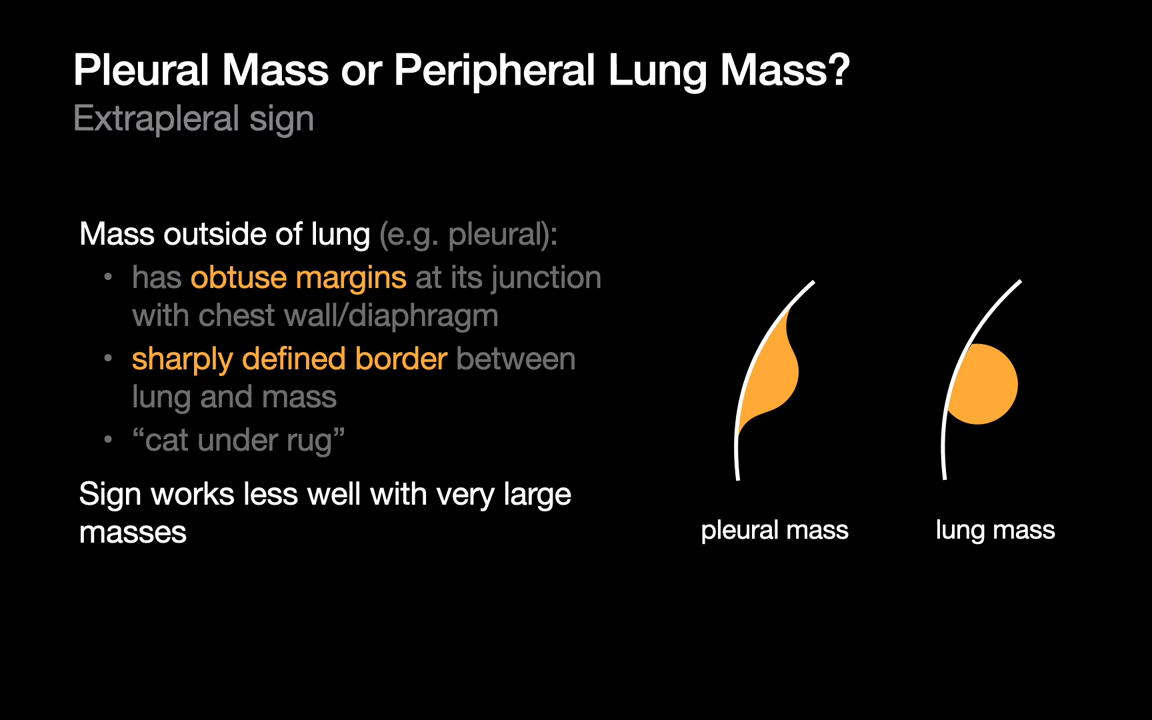 Pleural Mass or Peripheral Lung Mass?
Extrapleral sign
Mass outside of lung (e.g. pleural):
• has obtuse margins at its junction
with chest wall/diaphragm
• sharply defined border between
lung and mass
• “cat under rug”
Sign works less well with very large
masses
pleural mass
lung mass